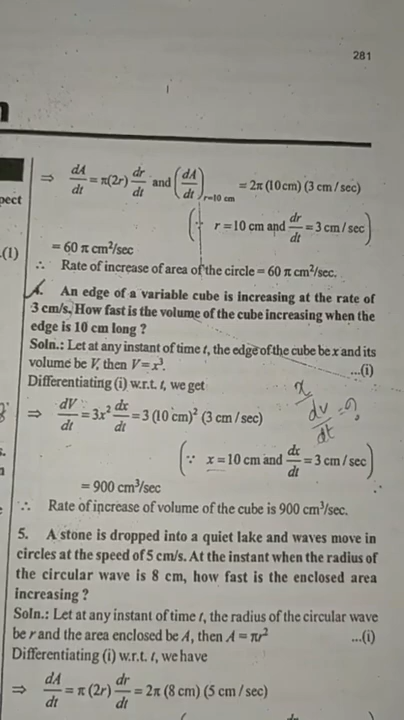 281
n
⇒ dA/dt = π(2r) dr/dt and (dA/dt)r=10 cm = 2π (10cm) (3 cm / sec)
pect
(∵ r = 10 cm and dr/dt = 3 cm / sec)
.(1)
= 60 π cm²/sec
∴ Rate of increase of area of the circle = 60 π cm²/sec.
4. An edge of a variable cube is increasing at the rate of
3 cm/s. How fast is the volume of the cube increasing when the
edge is 10 cm long ?
Soln.: Let at any instant of time t, the edge of the cube be x and its
volume be V, then V = x³. ...(i)
Differentiating (i) w.r.t. t, we get
x
dv/dt = ?
⇒ dV/dt = 3x² dx/dt = 3 (10 cm)² (3 cm / sec)
(∵ x = 10 cm and dx/dt = 3 cm / sec)
= 900 cm³/sec
∴ Rate of increase of volume of the cube is 900 cm³/sec.
5. A stone is dropped into a quiet lake and waves move in
circles at the speed of 5 cm/s. At the instant when the radius of
the circular wave is 8 cm, how fast is the enclosed area
increasing ?
Soln.: Let at any instant of time t, the radius of the circular wave
be r and the area enclosed be A, then A = πr² ...(i)
Differentiating (i) w.r.t. t, we have
⇒ dA/dt = π (2r) dr/dt = 2π (8 cm) (5 cm / sec)